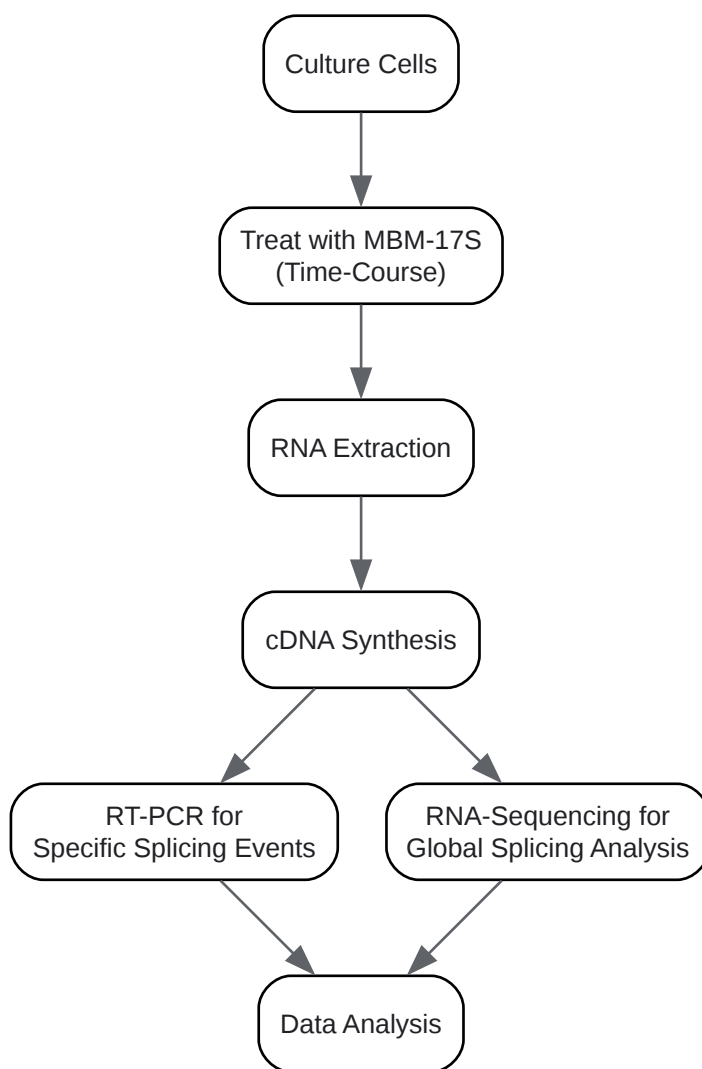 Culture Cells
Treat with MBM-17S
(Time-Course)
RNA Extraction
cDNA Synthesis
RT-PCR for
Specific Splicing Events
RNA-Sequencing for
Global Splicing Analysis
Data Analysis